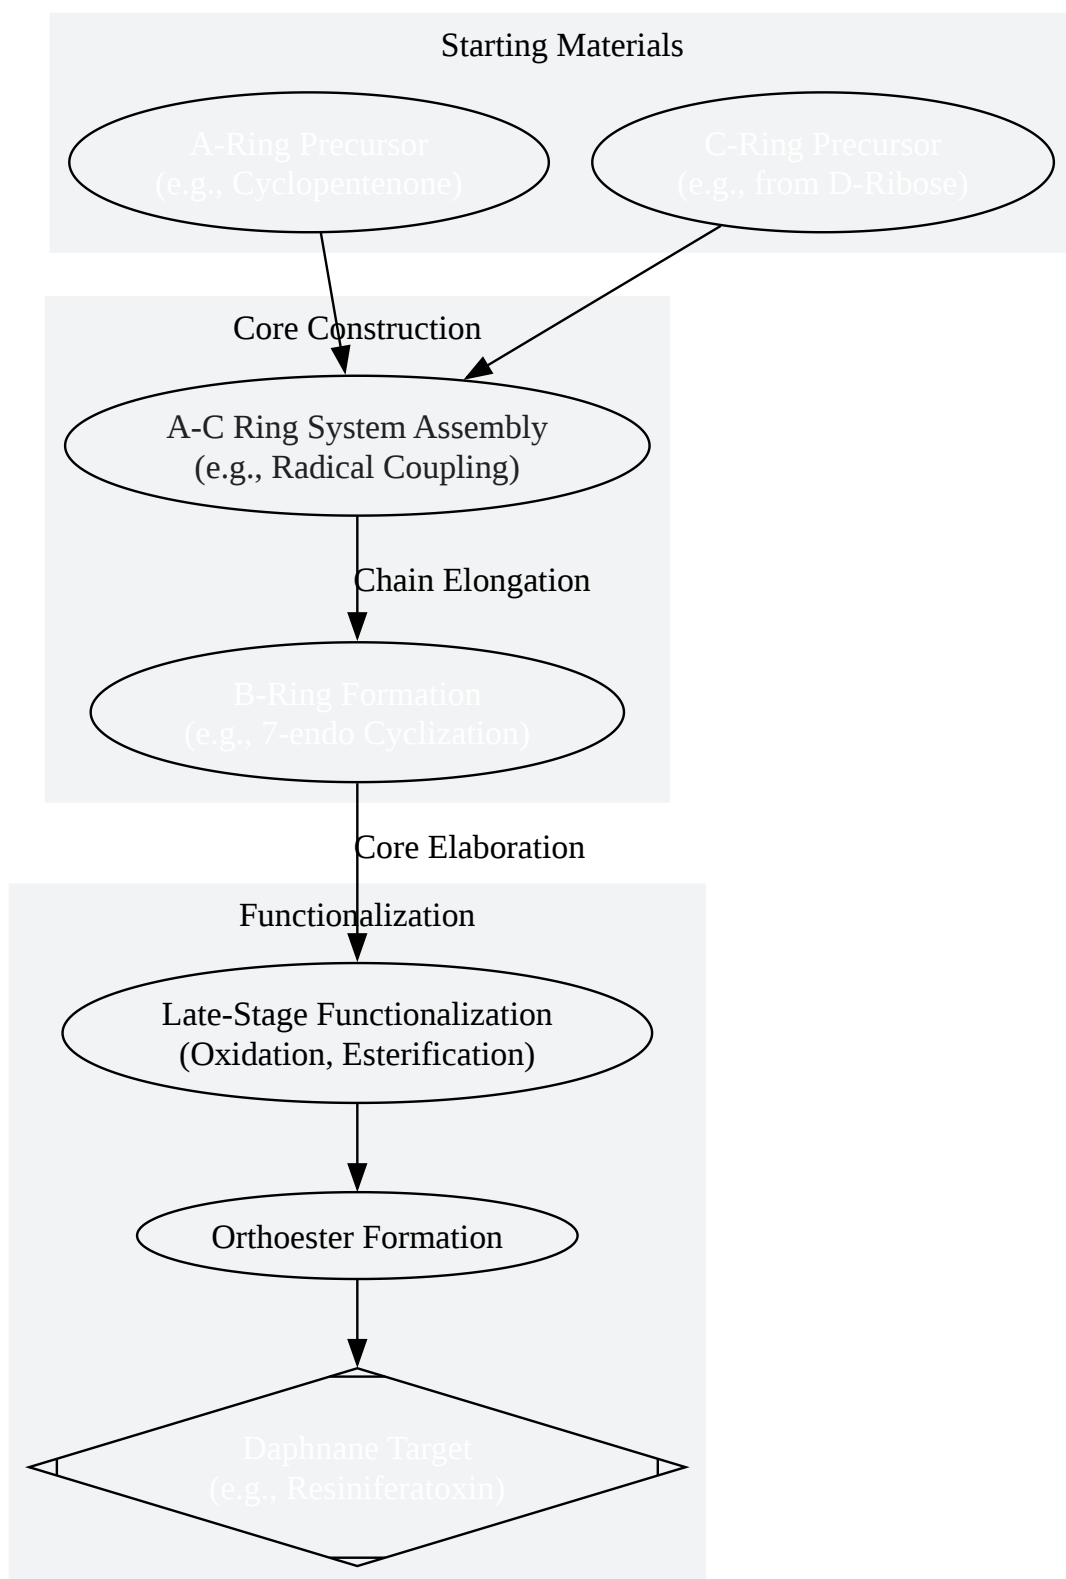 Starting Materials
A-Ring Precursor
(e.g., Cyclopentenone)
C-Ring Precursor
(e.g., from D-Ribose)
Core Construction
A-C Ring System Assembly
(e.g., Radical Coupling)
Chain Elongation
B-Ring Formation
(e.g., 7-endo Cyclization)
Core Elaboration
Functionalization
Late-Stage Functionalization
(Oxidation, Esterification)
Orthoester Formation
Daphnane Target
(e.g., Resiniferatoxin)